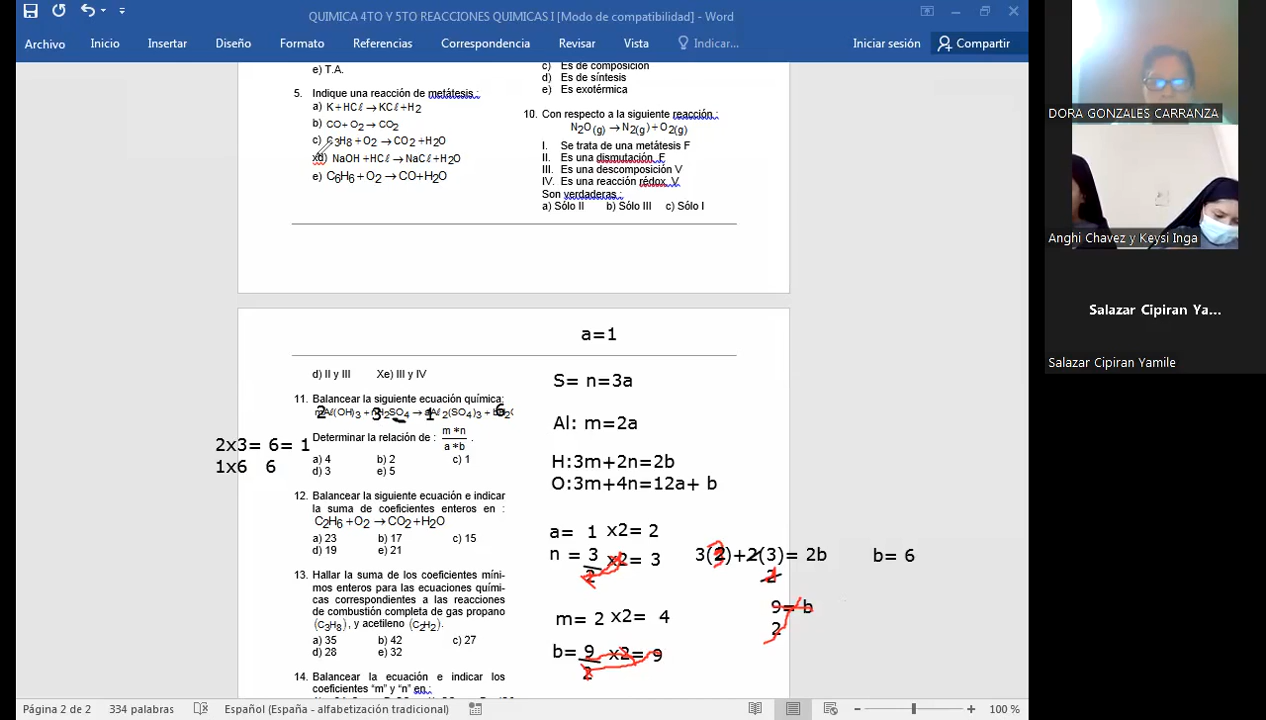 QUIMICA 4TO Y 5TO REACCIONES QUIMICAS I [Modo de compatibilidad] - Word
Archivo Inicio Insertar Diseño Formato Referencias Correspondencia Revisar Vista Indicar... Iniciar sesión Compartir
e) T.A.
5. Indique una reacción de metátesis :
a) K+HCℓ→KCℓ+H2
b) CO+O2→CO2
c) C3H8+O2→CO2+H2O
xd) NaOH+HCℓ→NaCℓ+H2O
e) C6H6+O2→CO+H2O
c) Es de composición
d) Es de síntesis
e) Es exotérmica
10. Con respecto a la siguiente reacción :
N2O(g)→N2(g)+O2(g)
I. Se trata de una metátesis F
II. Es una dismutación, F
III. Es una descomposición V
IV. Es una reacción rédox, V
Son verdaderas :
a) Sólo II b) Sólo III c) Sólo I
a=1
d) II y III Xe) III y IV
11. Balancear la siguiente ecuación química:
2 3 1 6
Determinar la relación de : m*n
a*b .
a) 4 b) 2 c) 1
d) 3 e) 5
2x3= 6= 1
1x6 6
12. Balancear la siguiente ecuación e indicar
la suma de coeficientes enteros en :
C2H6+O2→CO2+H2O
a) 23 b) 17 c) 15
d) 19 e) 21
13. Hallar la suma de los coeficientes míni-
mos enteros para las ecuaciones quími-
cas correspondientes a las reacciones
de combustión completa de gas propano
(C3H8), y acetileno (C2H2).
a) 35 b) 42 c) 27
d) 28 e) 32
14. Balancear la ecuación e indicar los
coeficientes "m" y "n" en :
S= n=3a
Al: m=2a
H:3m+2n=2b
O:3m+4n=12a+ b
a= 1 x2= 2
n = 3 x2= 3
2
3(2)+2(3)= 2b
2
b= 6
9= b
2
m= 2 x2= 4
b= 9 x2= 9
2
DORA GONZALES CARRANZA
Anghi Chavez y Keysi Inga
Salazar Cipiran Ya...
Salazar Cipiran Yamile
Página 2 de 2 334 palabras Español (España - alfabetización tradicional) 100 %